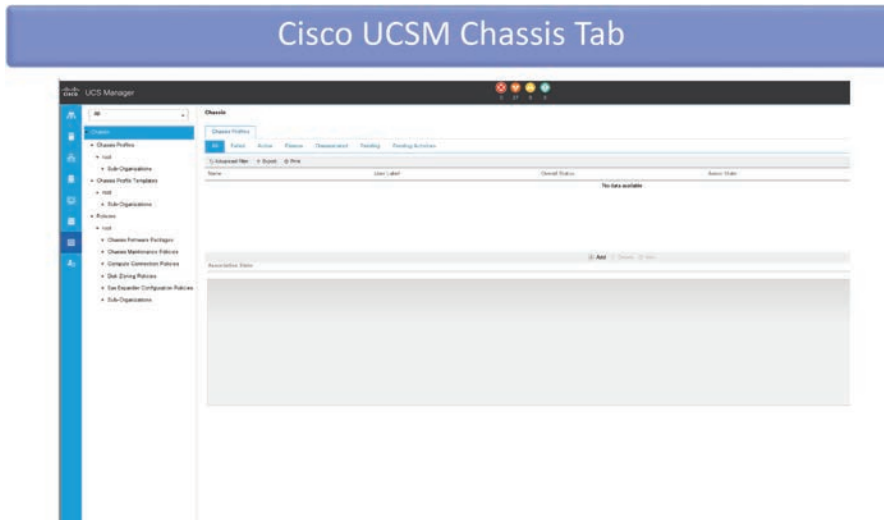 Cisco UCSM Chassis Tab
CISCO
UCS Manager
All
Chassis
Chassis Profiles
root
Sub-Organizations
Chassis Profile Templates
root
Sub-Organizations
Policies
root
Chassis Firmware Packages
Chassis Maintenance Policies
Compute Connection Policies
Disk Zoning Policies
Sas Expander Configuration Policies
Sub-Organizations
Chassis
Chassis Profiles
All Failed Active Passive Disassociated Pending Pending Activities
Advanced Filter Export Print
Name User Label Overall Status Assoc State
No data available
Add Delete Info
Association State